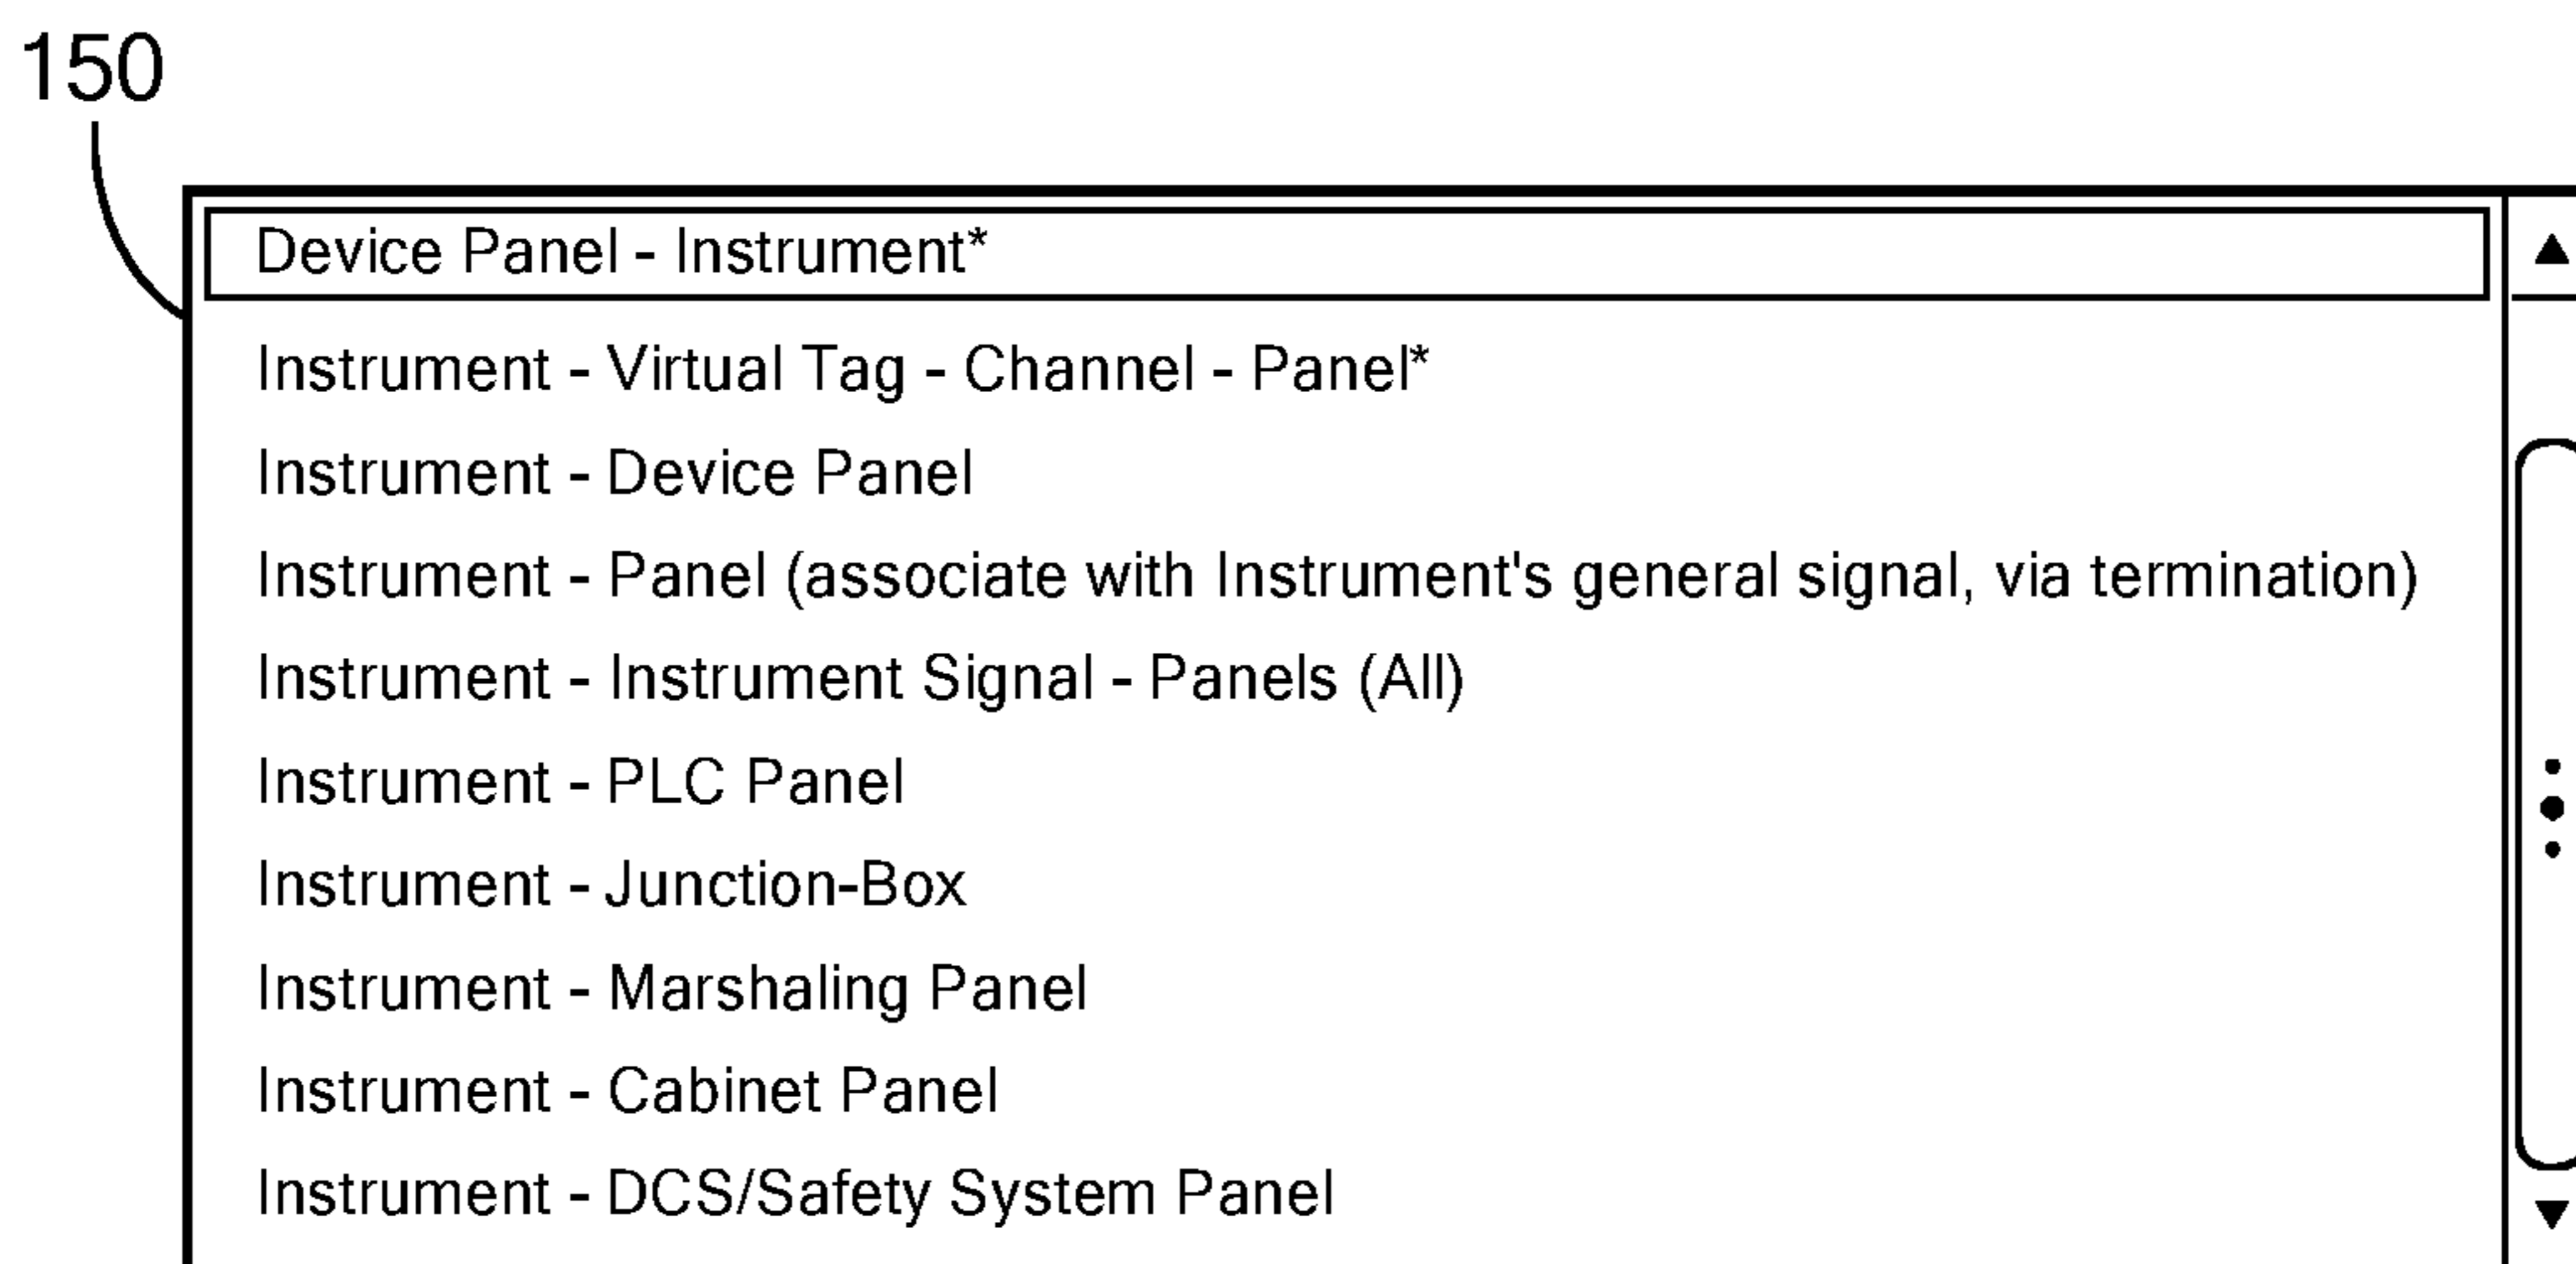 150
Device Panel - Instrument*
Instrument - Virtual Tag - Channel - Panel*
Instrument - Device Panel
Instrument - Panel (associate with Instrument's general signal, via termination)
Instrument - Instrument Signal - Panels (All)
Instrument - PLC Panel
Instrument - Junction-Box
Instrument - Marshaling Panel
Instrument - Cabinet Panel
Instrument - DCS/Safety System Panel